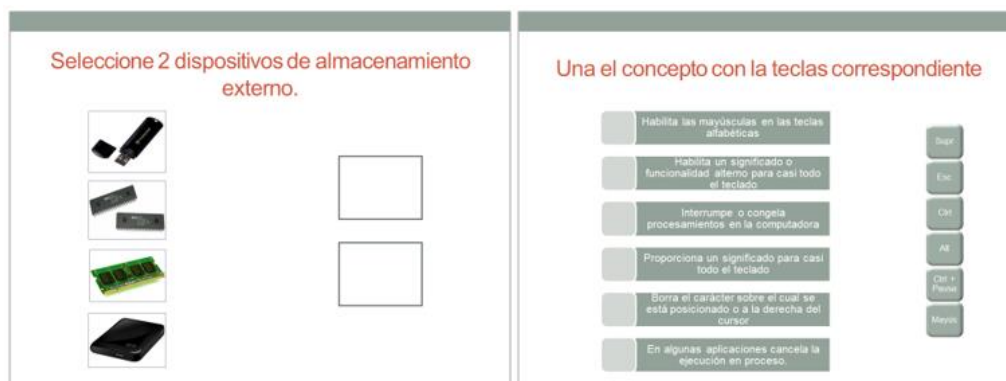 Seleccione 2 dispositivos de almacenamiento
externo.
Una el concepto con la teclas correspondiente
Habilita las mayúsculas en las teclas
alfabéticas
Habilita un significado o
funcionalidad alterno para casi todo
el teclado.
Interrumpe o congela
procesamientos en la computadora
Proporciona un significado para casi
todo el teclado
Borra el carácter sobre el cual se
está posicionado o a la derecha del
cursor
En algunas aplicaciones cancela la
ejecución en proceso.
Supr
Esc
Ctrl
Alt
Ctrl +
Pausa
Mayús